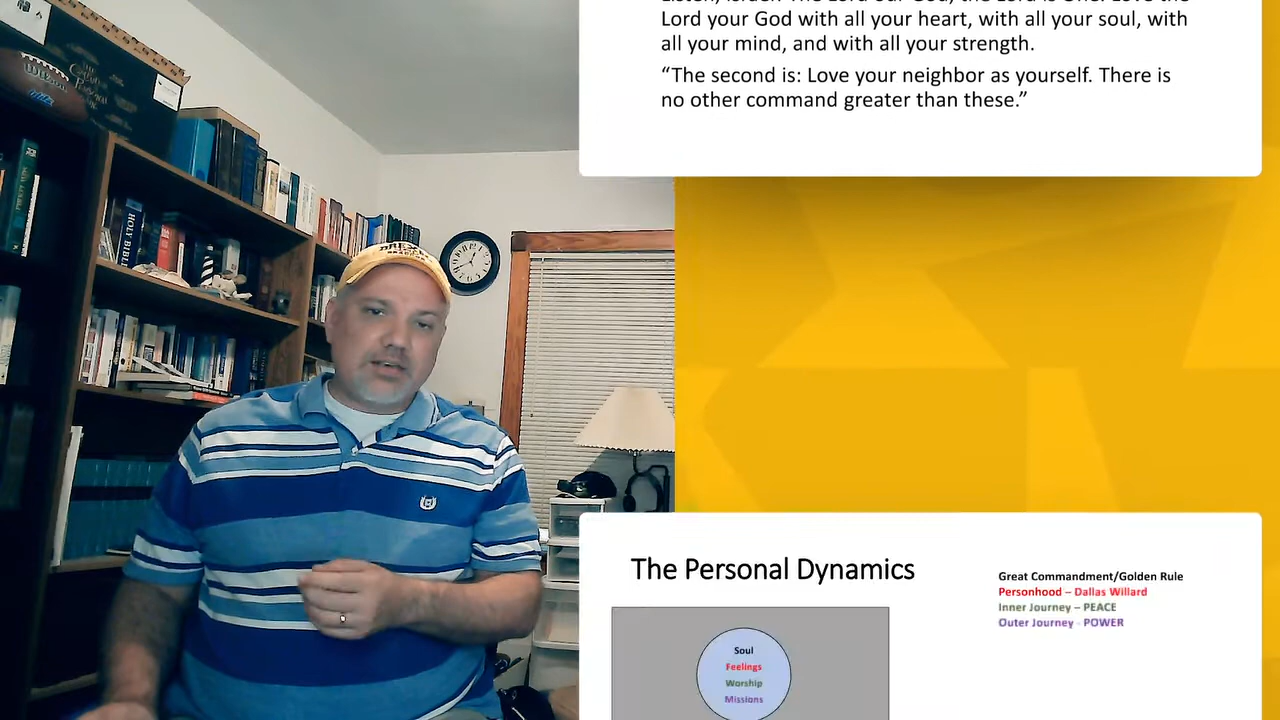 Lord your God with all your heart, with all your soul, with
all your mind, and with all your strength.
“The second is: Love your neighbor as yourself. There is
no other command greater than these.”
Wilson
HOLY BIBLE
The Personal Dynamics
Great Commandment/Golden Rule
Personhood – Dallas Willard
Inner Journey – PEACE
Outer Journey - POWER
Soul
Feelings
Worship
Missions